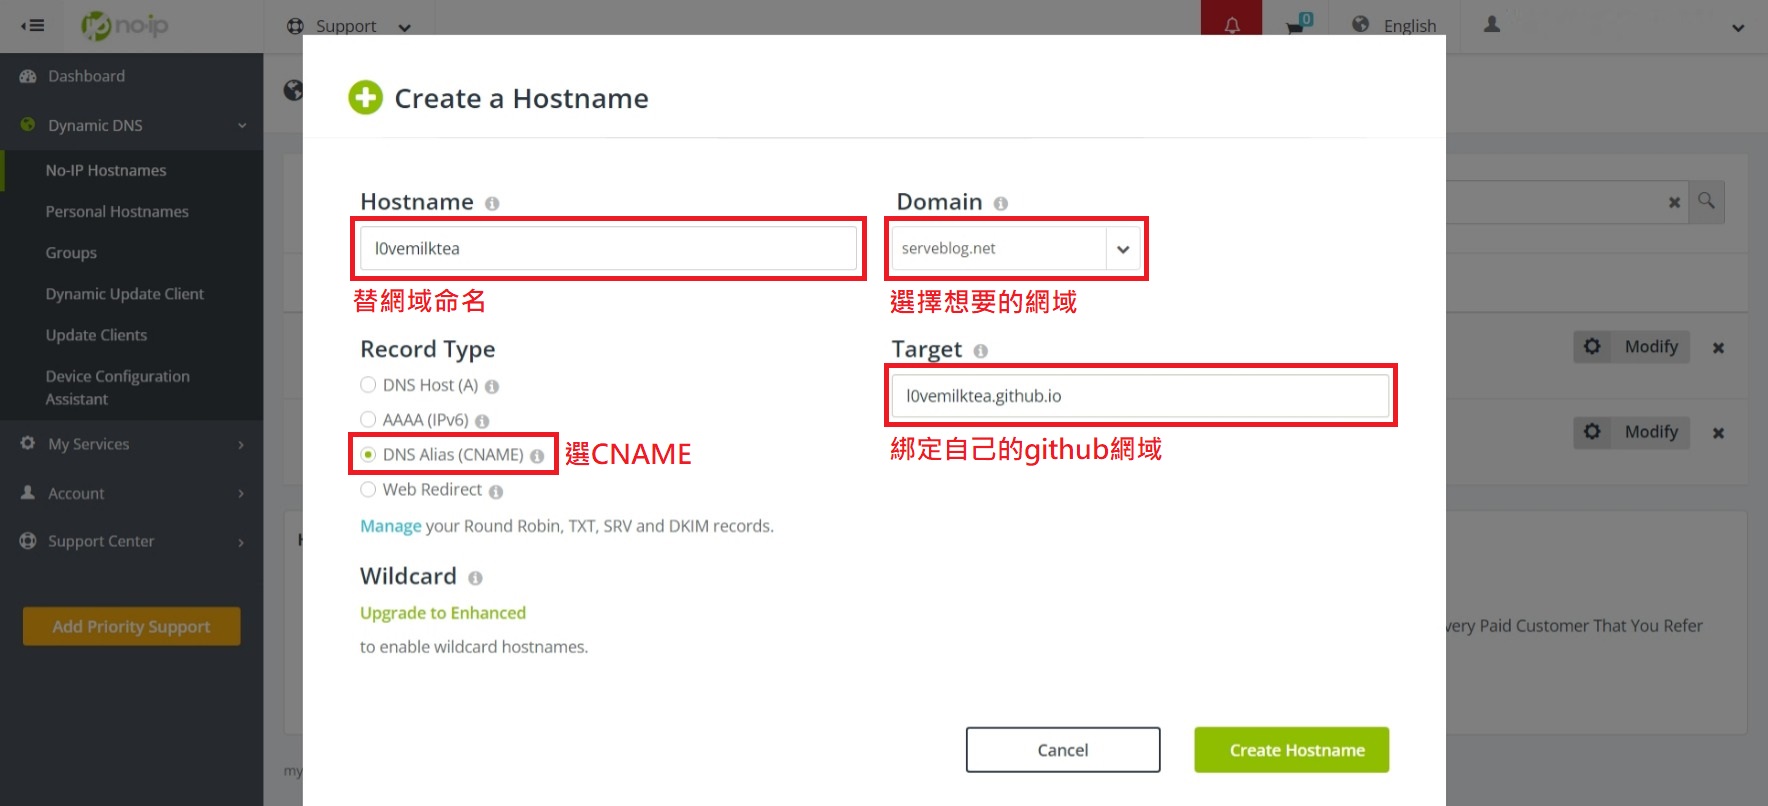 no-ip
Support
0
English
Dashboard
Dynamic DNS
No-IP Hostnames
Personal Hostnames
Groups
Dynamic Update Client
Update Clients
Device Configuration
Assistant
My Services
Account
Support Center
Add Priority Support
Create a Hostname
Hostname
l0vemilktea
替網域命名
Domain
serveblog.net
選擇想要的網域
Record Type
DNS Host (A)
AAAA (IPv6)
DNS Alias (CNAME)
選CNAME
Web Redirect
Manage your Round Robin, TXT, SRV and DKIM records.
Target
l0vemilktea.github.io
綁定自己的github網域
Wildcard
Upgrade to Enhanced
to enable wildcard hostnames.
Cancel
Create Hostname
Modify
Modify
very Paid Customer That You Refer
my